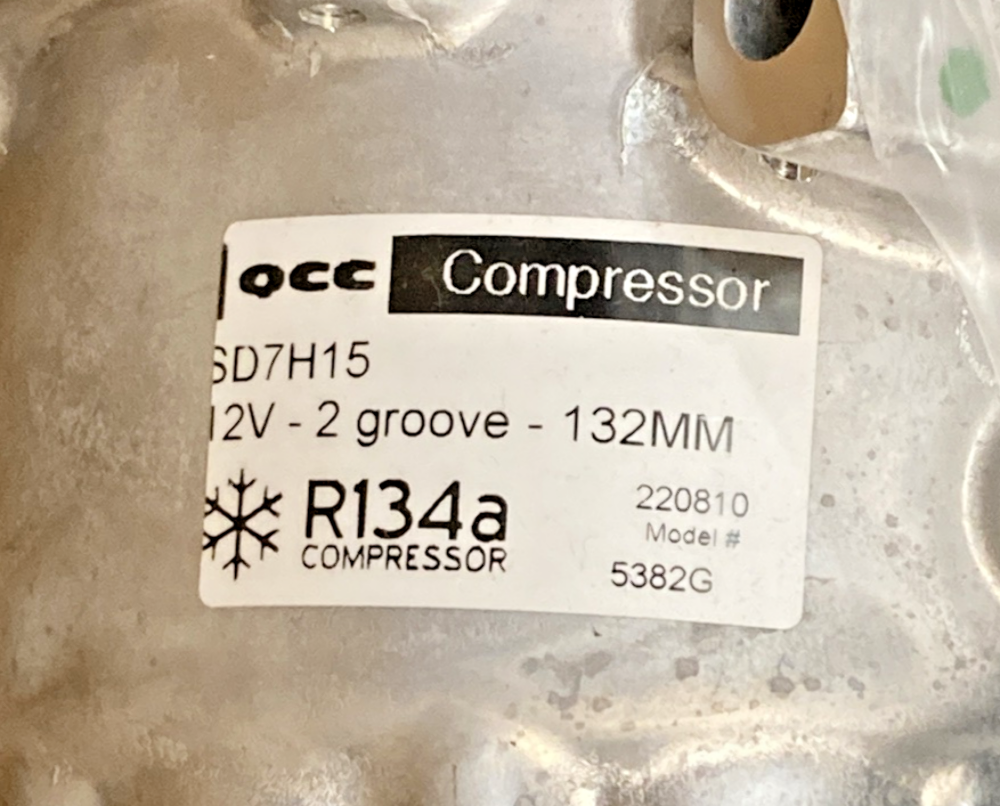 QCC Compressor
SD7H15
12V - 2 groove - 132MM
R134a
COMPRESSOR
220810
Model #
5382G